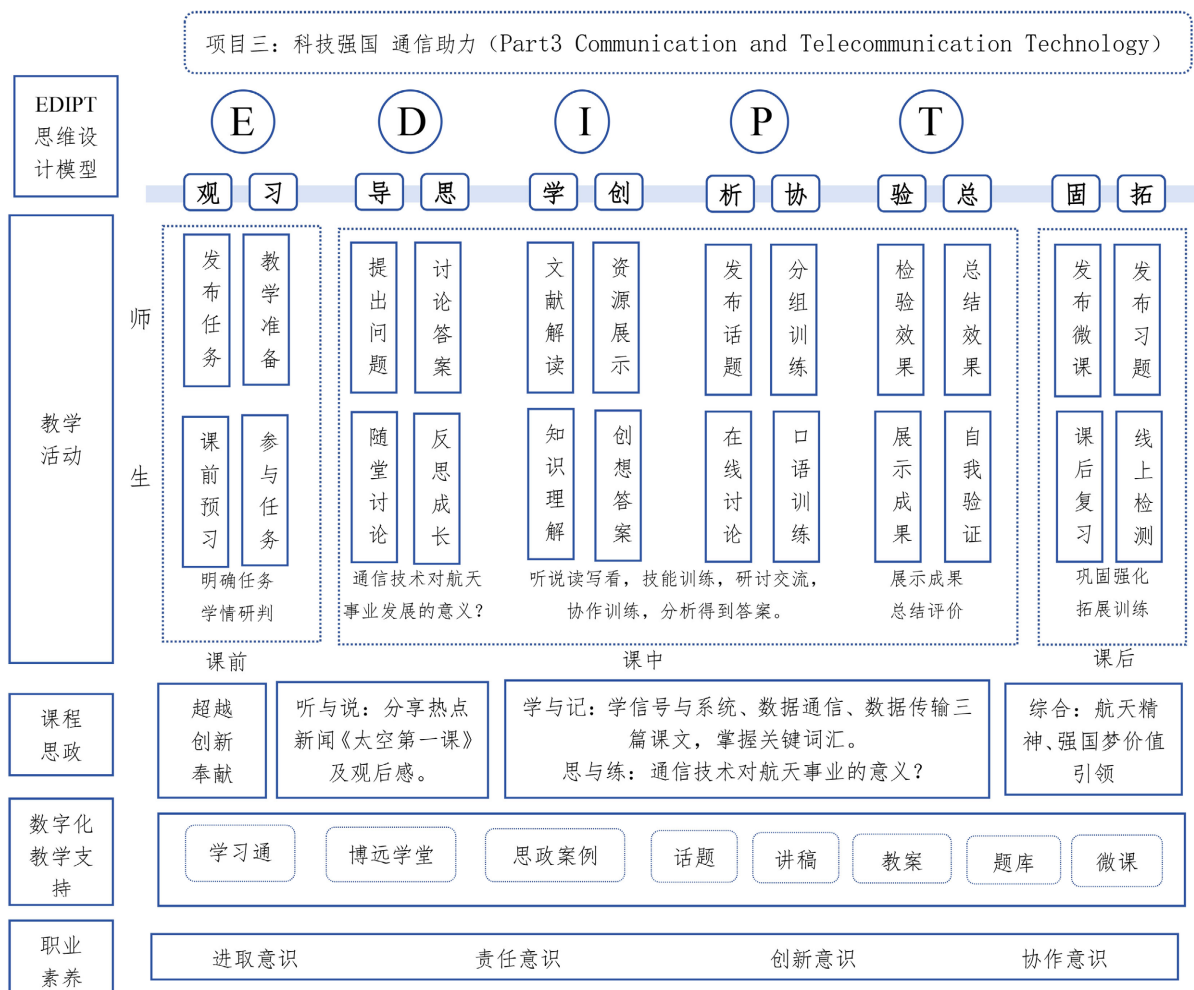 项目三：科技强国 通信助力（Part3 Communication and Telecommunication Technology）
EDIPT
思维设
计模型
E
D
I
P
T
观 习
导 思
学 创
析 协
验 总
固 拓
教学
活动
师
发布任务
教学准备
提出问题
讨论答案
文献解读
资源展示
发布话题
分组训练
检验效果
总结效果
发布微课
发布习题
生
课前预习
参与任务
随堂讨论
反思成长
知识理解
创想答案
在线讨论
口语训练
展示成果
自我验证
课后复习
线上检测
明确任务
学情研判
通信技术对航天
事业发展的意义？
听说读写看，技能训练，研讨交流，
协作训练，分析得到答案。
展示成果
总结评价
巩固强化
拓展训练
课前
课中
课后
课程
思政
超越
创新
奉献
听与说：分享热点
新闻《太空第一课》
及观后感。
学与记：学信号与系统、数据通信、数据传输三
篇课文，掌握关键词汇。
思与练：通信技术对航天事业的意义？
综合：航天精
神、强国梦价值
引领
数字化
教学支
持
学习通
博远学堂
思政案例
话题
讲稿
教案
题库
微课
职业
素养
进取意识
责任意识
创新意识
协作意识